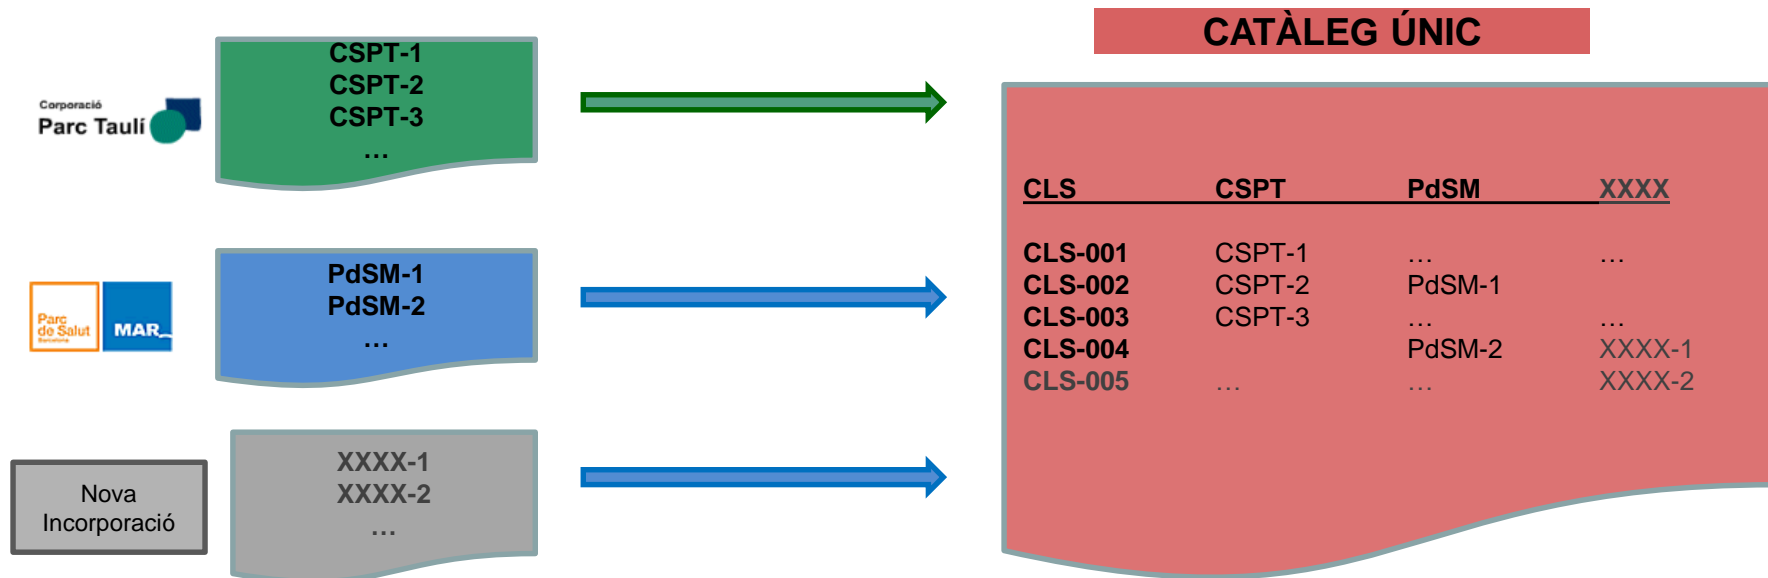 CATÀLEG ÚNIC
Corporació
Parc Taulí
CSPT-1
CSPT-2
CSPT-3
...
Parc
de Salut
Barcelona
MAR
PdSM-1
PdSM-2
...
Nova
Incorporació
XXXX-1
XXXX-2
...
CLS CSPT PdSM XXXX
CLS-001 CSPT-1 ... ...
CLS-002 CSPT-2 PdSM-1
CLS-003 CSPT-3 ... ...
CLS-004 PdSM-2 XXXX-1
CLS-005 ... ... XXXX-2